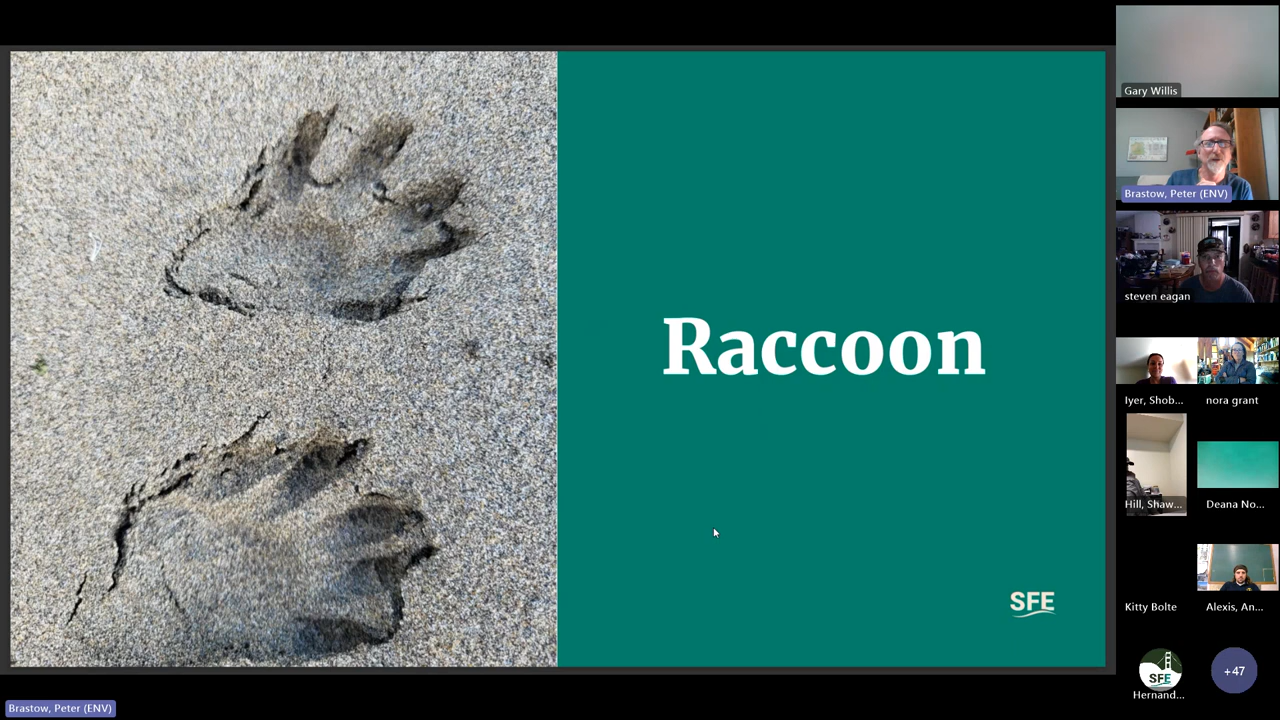 Raccoon
SFE
Gary Willis
Brastow, Peter (ENV)
steven eagan
Iyer, Shob...
nora grant
Hill, Shaw...
Deana No...
Kitty Bolte
Alexis, An...
SFE
Hernand...
+47
Brastow, Peter (ENV)